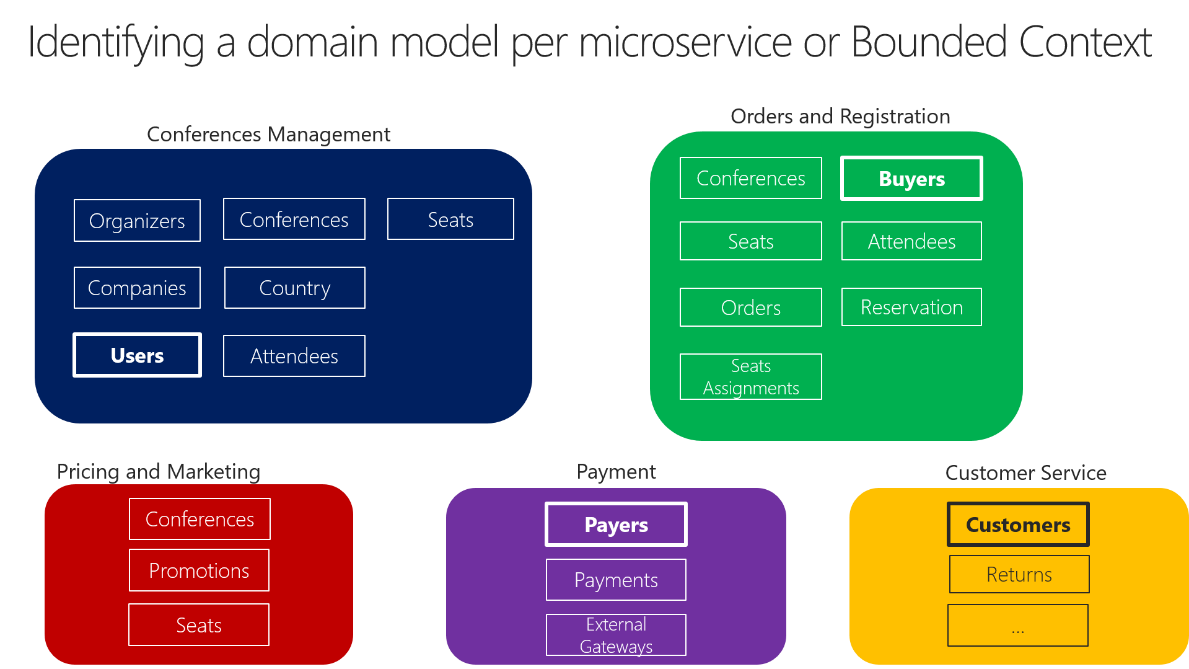 Identifying a domain model per microservice or Bounded Context
Conferences Management
Organizers
Conferences
Seats
Companies
Country
Users
Attendees
Orders and Registration
Conferences
Buyers
Seats
Attendees
Orders
Reservation
Seats
Assignments
Pricing and Marketing
Conferences
Promotions
Seats
Payment
Payers
Payments
External
Gateways
Customer Service
Customers
Returns
...